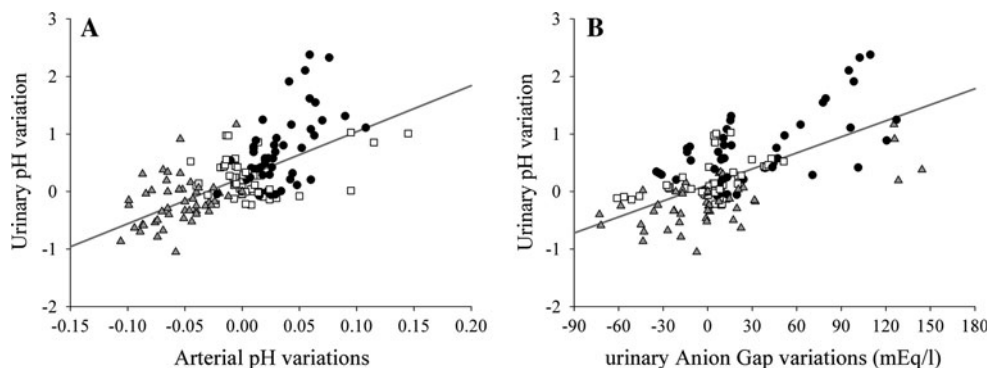 A
Urinary pH variation
3
2
1
0
-1
-2
-0.15 -0.10 -0.05 0.00 0.05 0.10 0.15 0.20
Arterial pH variations
B
Urinary pH variation
3
2
1
0
-1
-2
-90 -60 -30 0 30 60 90 120 150 180
urinary Anion Gap variations (mEq/l)